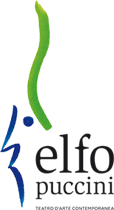 elfo
puccini
TEATRO D'ARTE CONTEMPORANEA